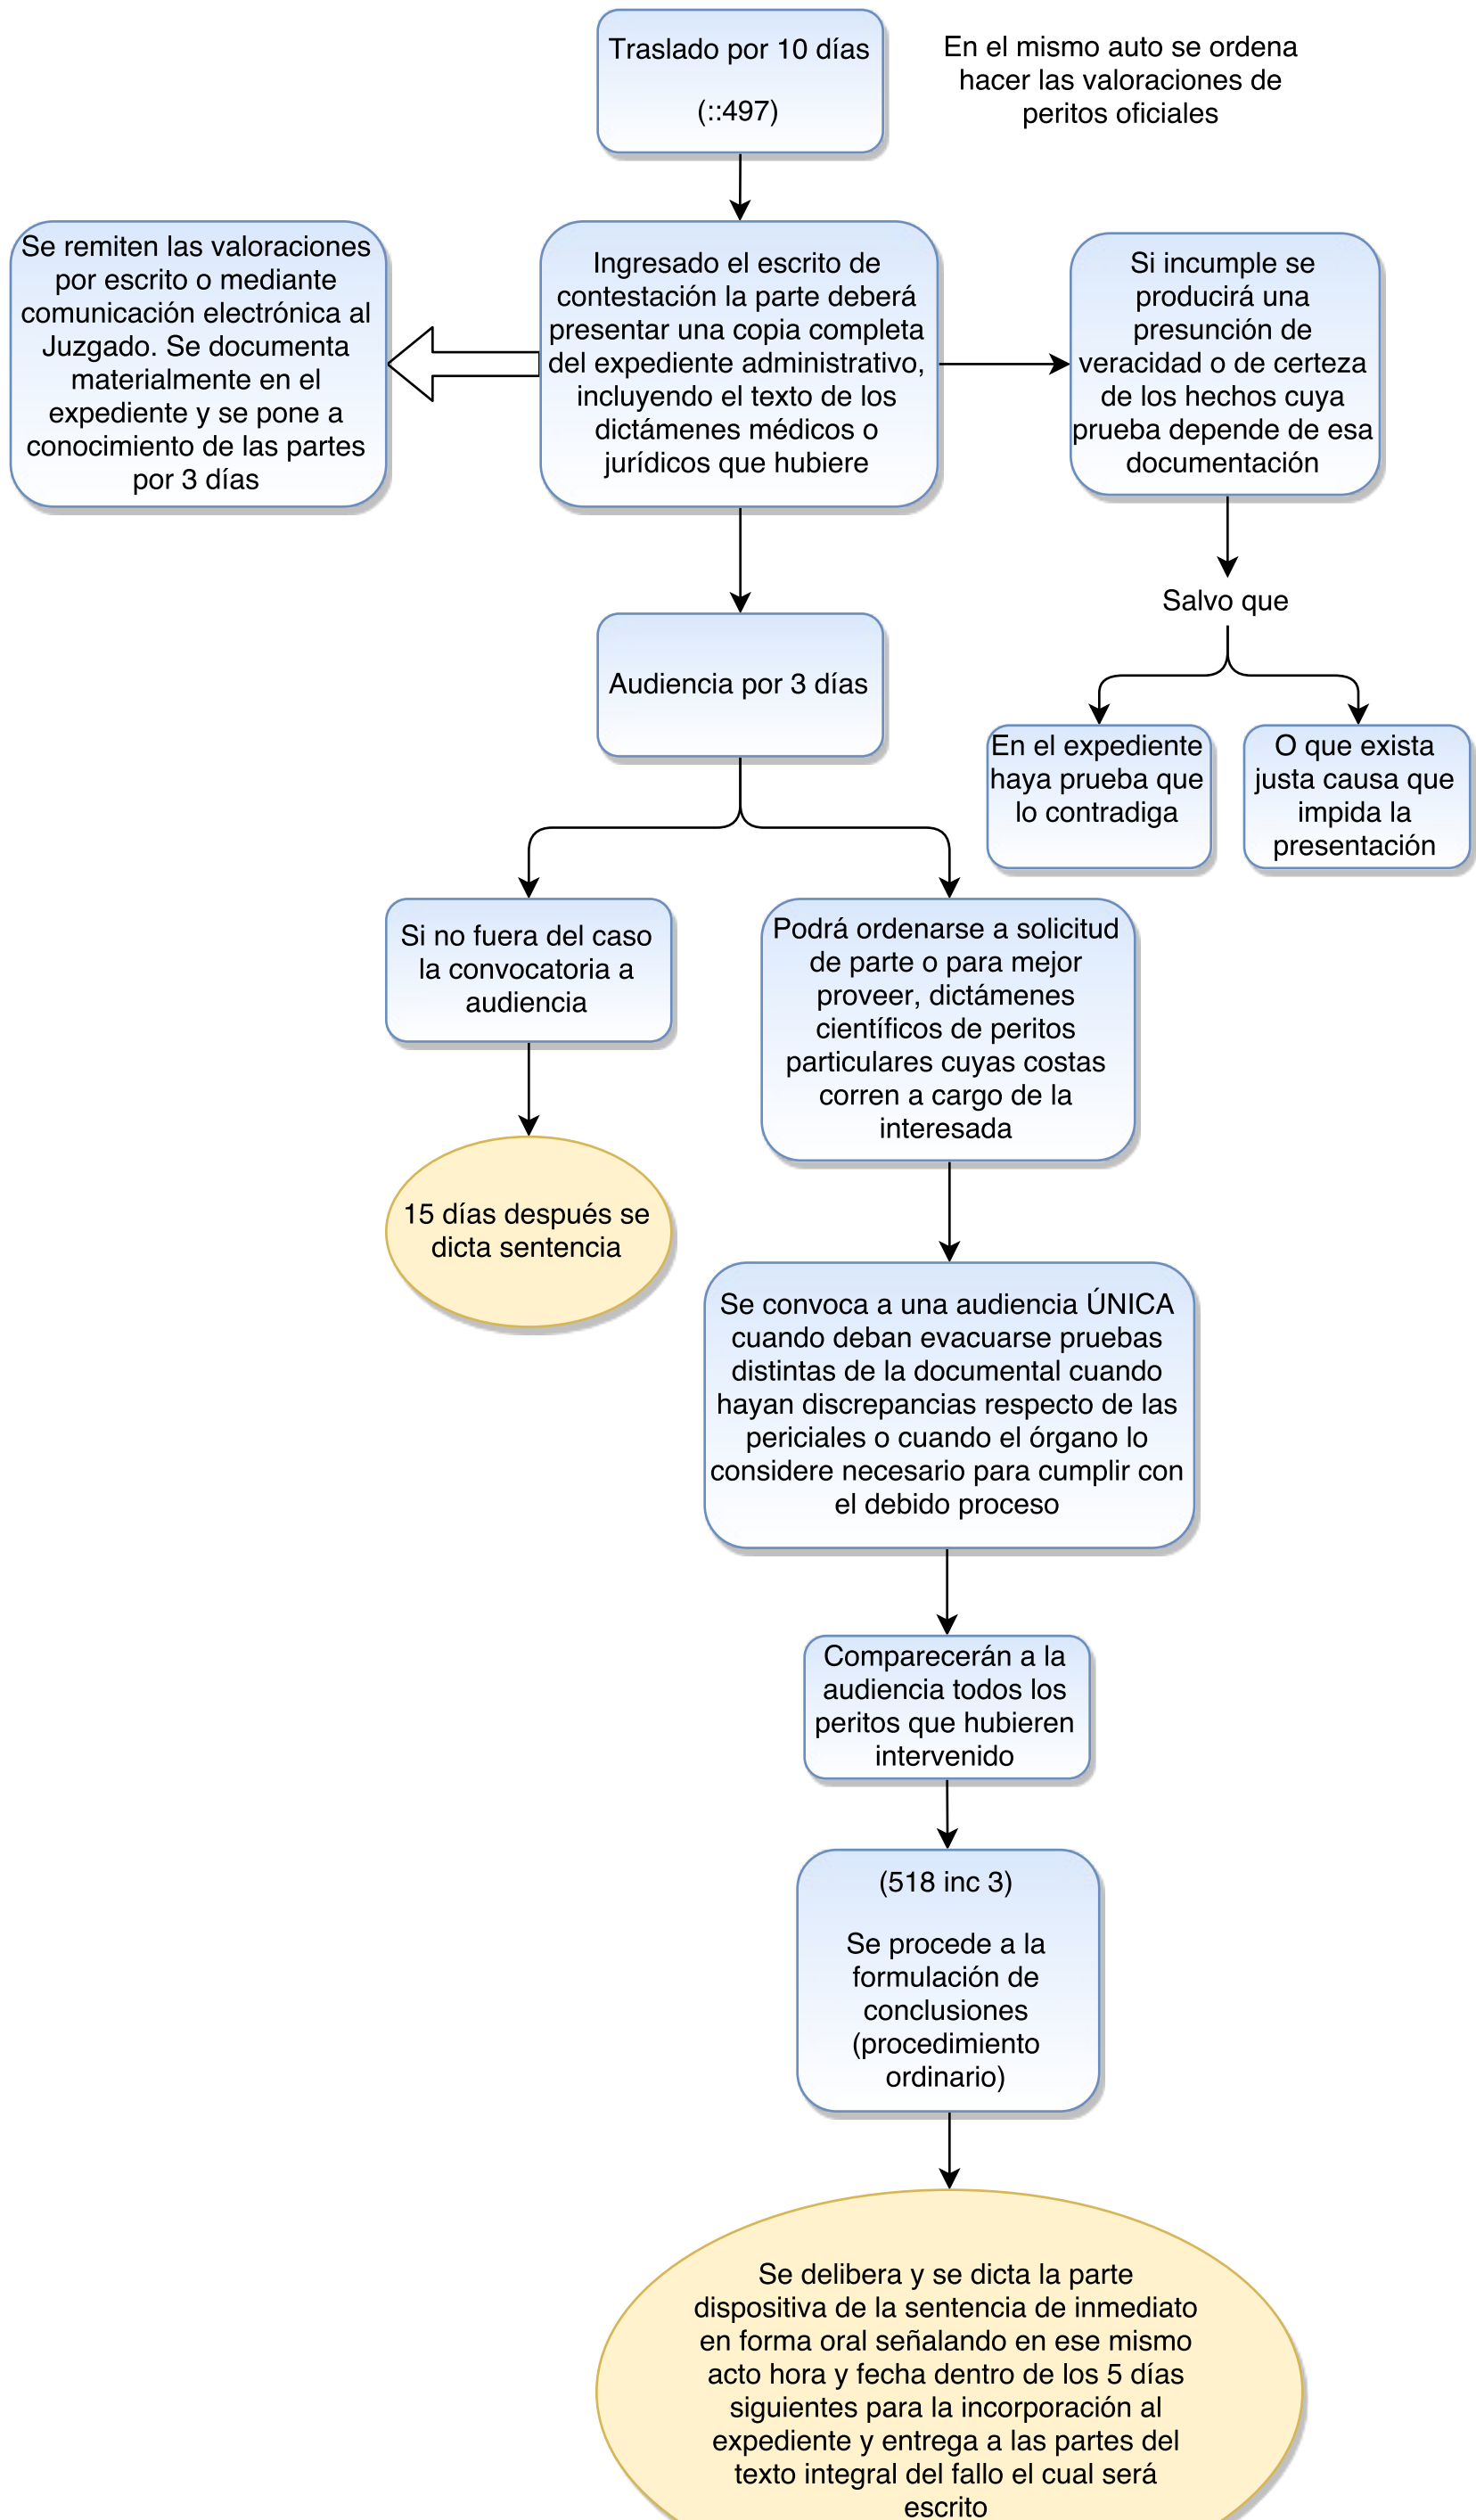 Traslado por 10 días
(::497)
En el mismo auto se ordena
hacer las valoraciones de
peritos oficiales
Se remiten las valoraciones
por escrito o mediante
comunicación electrónica al
Juzgado. Se documenta
materialmente en el
expediente y se pone a
conocimiento de las partes
por 3 días
Ingresado el escrito de
contestación la parte deberá
presentar una copia completa
del expediente administrativo,
incluyendo el texto de los
dictámenes médicos o
jurídicos que hubiere
Si incumple se
producirá una
presunción de
veracidad o de certeza
de los hechos cuya
prueba depende de esa
documentación
Salvo que
En el expediente
haya prueba que
lo contradiga
O que exista
justa causa que
impida la
presentación
Audiencia por 3 días
Si no fuera del caso
la convocatoria a
audiencia
15 días después se
dicta sentencia
Podrá ordenarse a solicitud
de parte o para mejor
proveer, dictámenes
científicos de peritos
particulares cuyas costas
corren a cargo de la
interesada
Se convoca a una audiencia ÚNICA
cuando deban evacuarse pruebas
distintas de la documental cuando
hayan discrepancias respecto de las
periciales o cuando el órgano lo
considere necesario para cumplir con
el debido proceso
Comparecerán a la
audiencia todos los
peritos que hubieren
intervenido
(518 inc 3)
Se procede a la
formulación de
conclusiones
(procedimiento
ordinario)
Se delibera y se dicta la parte
dispositiva de la sentencia de inmediato
en forma oral señalando en ese mismo
acto hora y fecha dentro de los 5 días
siguientes para la incorporación al
expediente y entrega a las partes del
texto integral del fallo el cual será
escrito